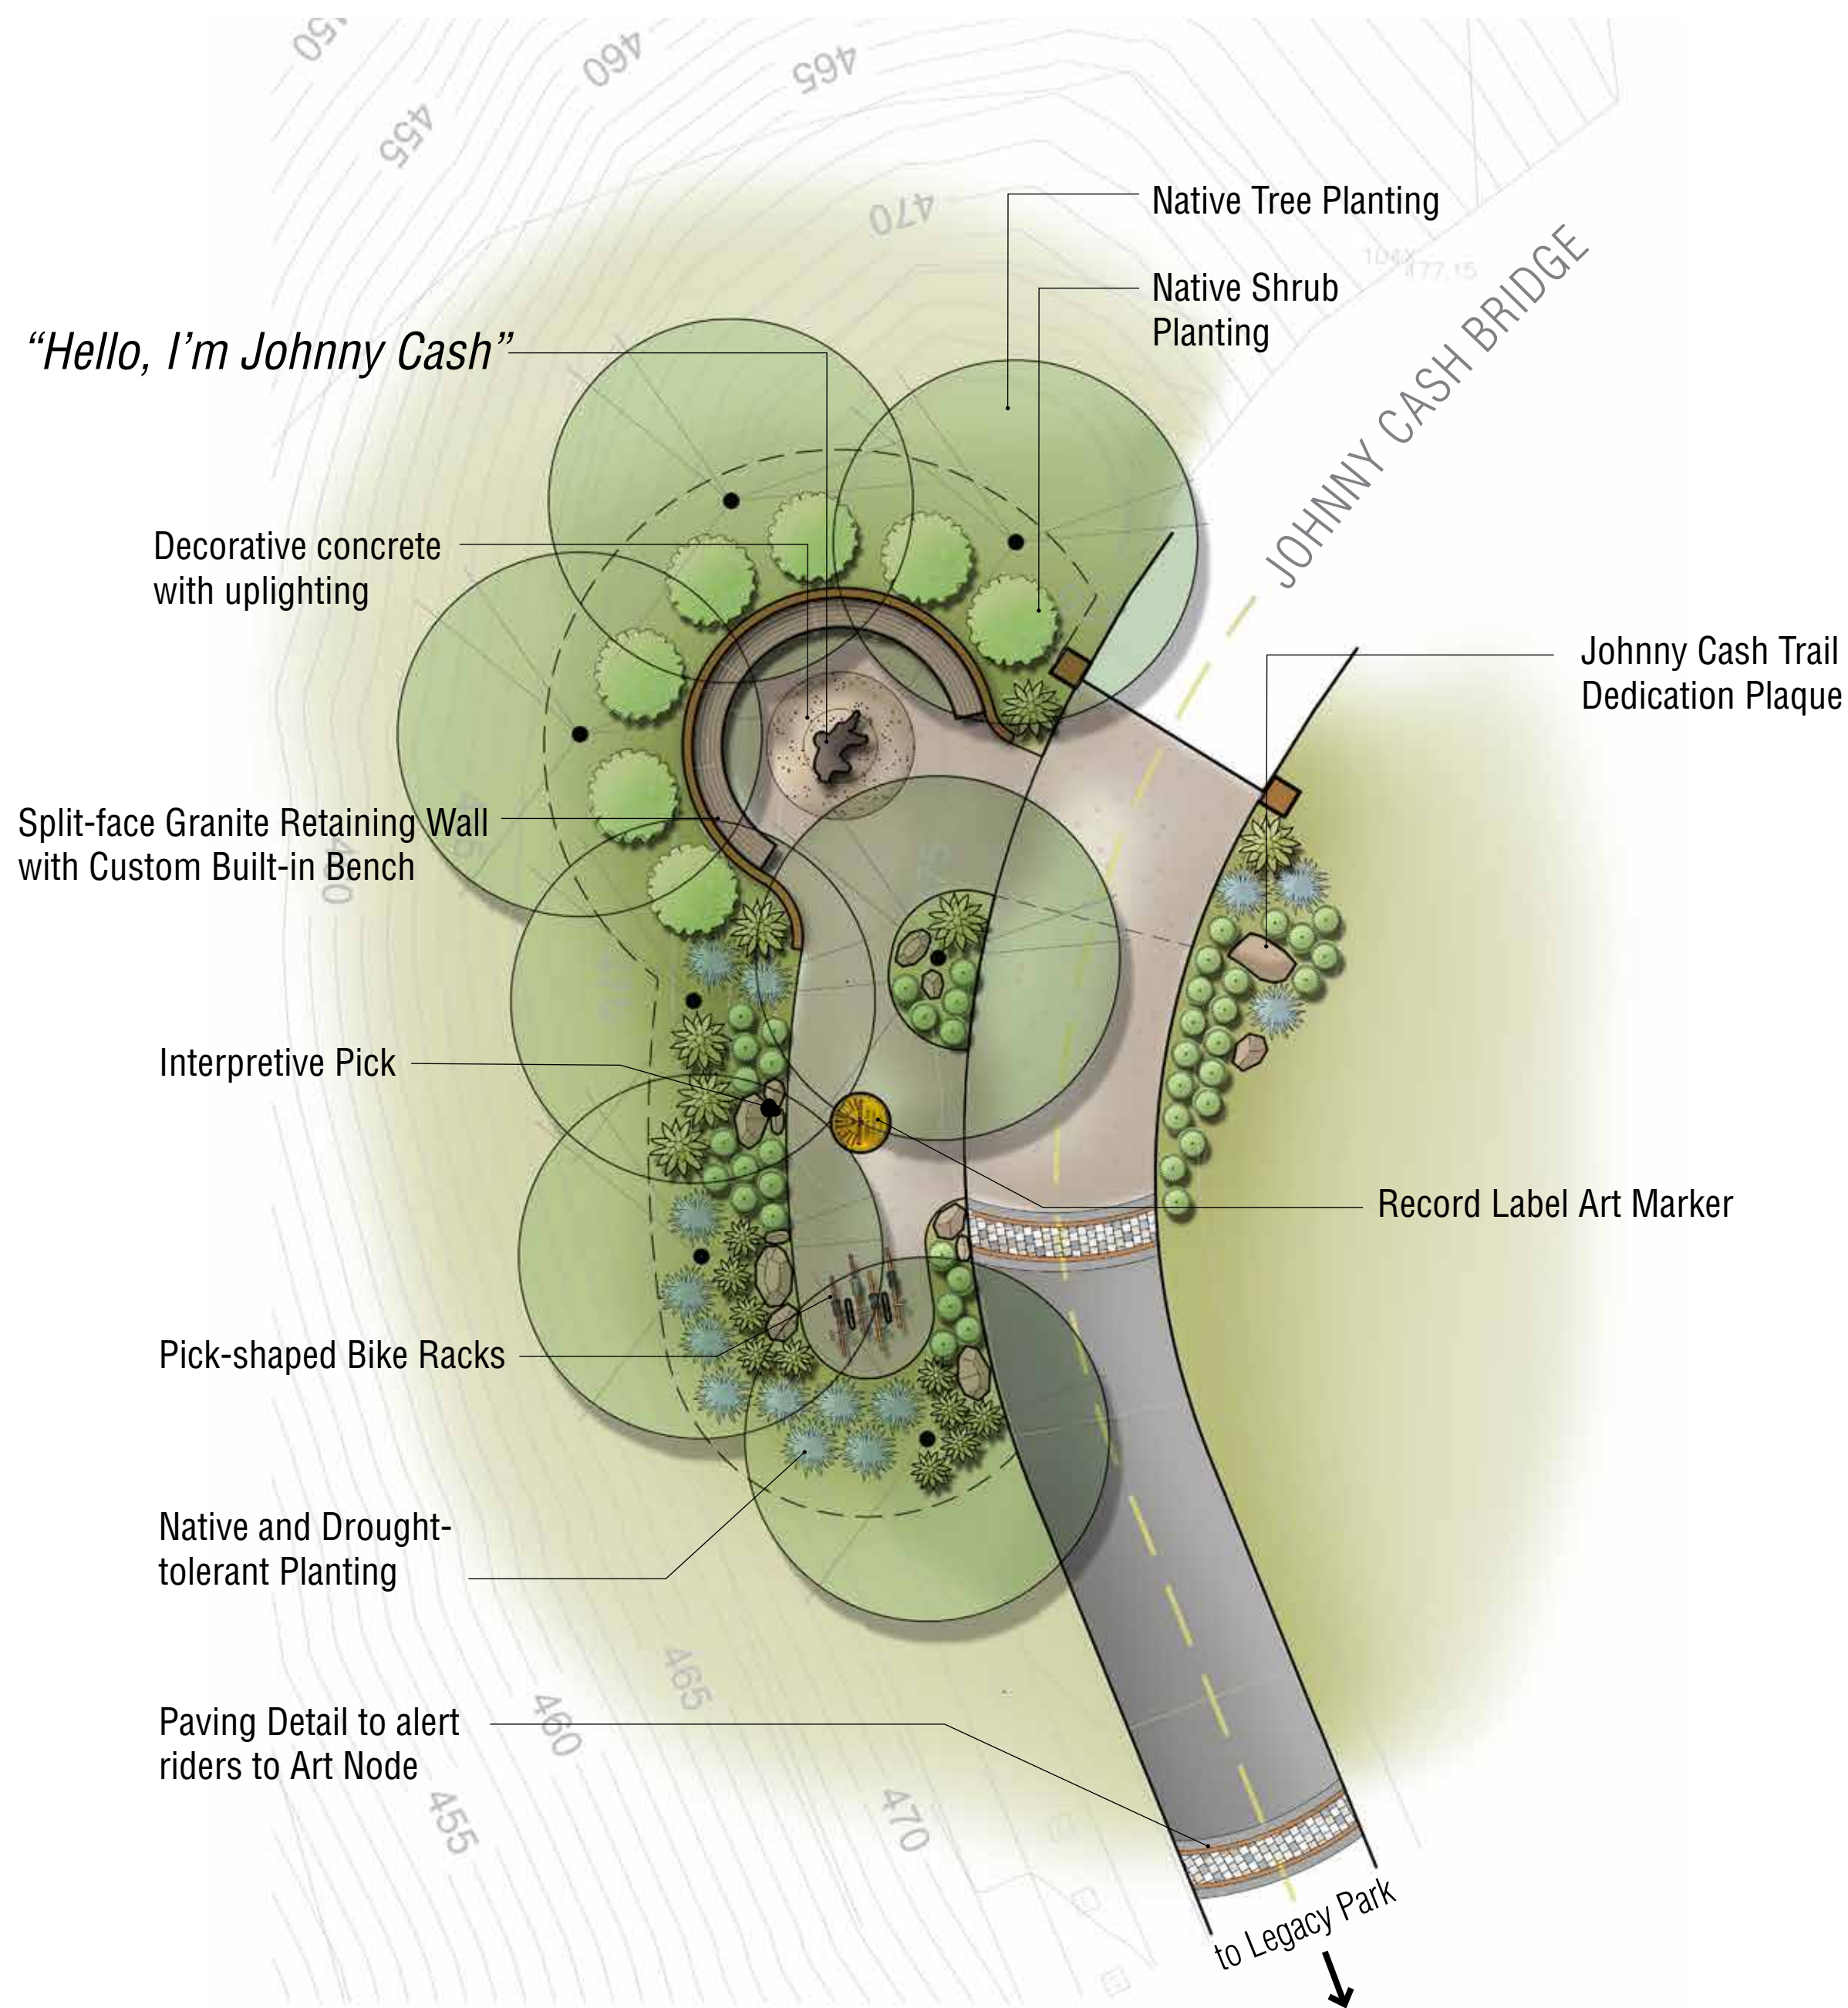 450
460
465
455
470
Native Tree Planting
104
477.15
Native Shrub
Planting
JOHNNY CASH BRIDGE
“Hello, I’m Johnny Cash”
Decorative concrete
with uplighting
Johnny Cash Trail
Dedication Plaque
Split-face Granite Retaining Wall
with Custom Built-in Bench
Interpretive Pick
Record Label Art Marker
Pick-shaped Bike Racks
Native and Drought-
tolerant Planting
465
460
Paving Detail to alert
riders to Art Node
455
470
to Legacy Park